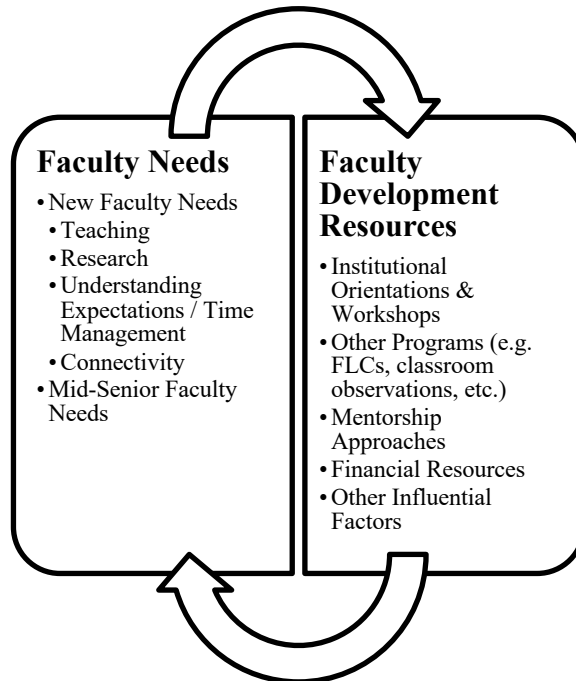 Faculty Needs
• New Faculty Needs
• Teaching
• Research
• Understanding
Expectations / Time
Management
• Connectivity
• Mid-Senior Faculty
Needs
Faculty
Development
Resources
• Institutional
Orientations &
Workshops
• Other Programs (e.g.
FLCs, classroom
observations, etc.)
• Mentorship
Approaches
• Financial Resources
• Other Influential
Factors